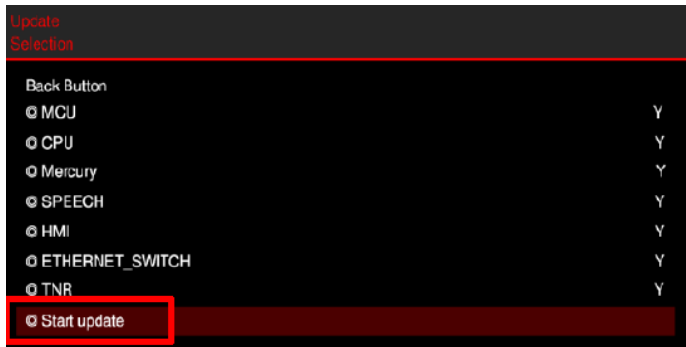 Update
Selection
Back Button
© MCU Y
© CPU Y
© Mercury Y
© SPEECH Y
© HMI Y
© ETHERNET_SWITCH Y
© TNR Y
© Start update